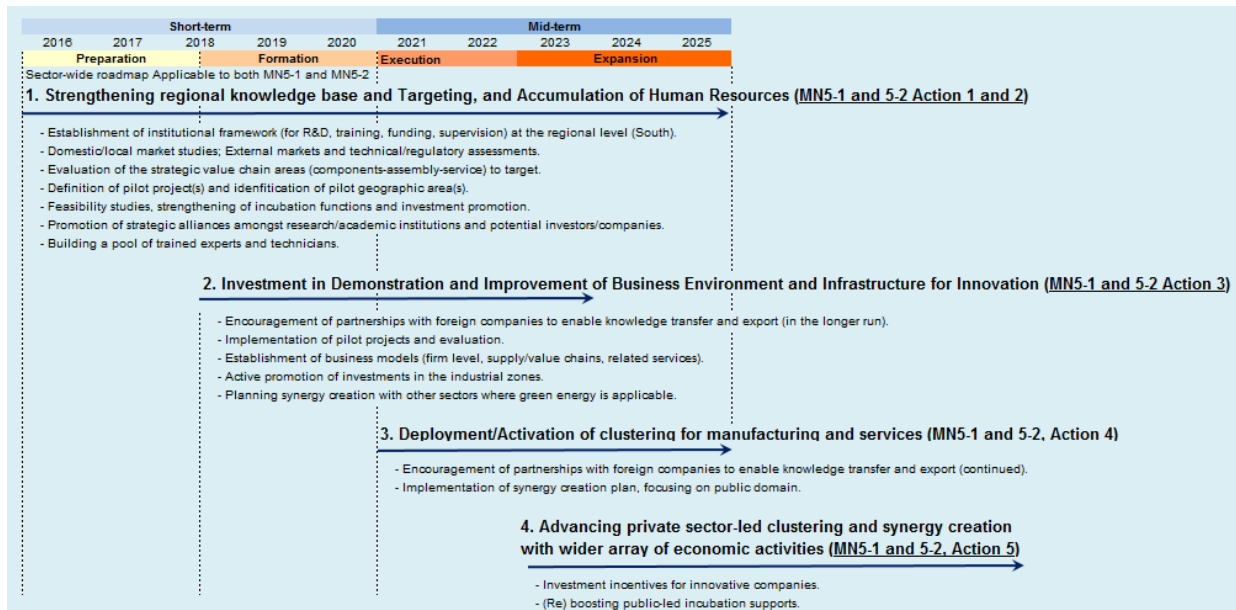 Short-term Mid-term
2016 2017 2018 2019 2020 2021 2022 2023 2024 2025
Preparation Formation Execution Expansion
Sector-wide roadmap Applicable to both MN5-1 and MN5-2
1. Strengthening regional knowledge base and Targeting, and Accumulation of Human Resources (MN5-1 and 5-2 Action 1 and 2)
- Establishment of institutional framework (for R&D, training, funding, supervision) at the regional level (South).
- Domestic/local market studies; External markets and technical/regulatory assessments.
- Evaluation of the strategic value chain areas (components-assembly-service) to target.
- Definition of pilot project(s) and idenfitication of pilot geographic area(s).
- Feasibility studies, strengthening of incubation functions and investment promotion.
- Promotion of strategic alliances amongst research/academic institutions and potential investors/companies.
- Building a pool of trained experts and technicians.
2. Investment in Demonstration and Improvement of Business Environment and Infrastructure for Innovation (MN5-1 and 5-2 Action 3)
- Encouragement of partnerships with foreign companies to enable knowledge transfer and export (in the longer run).
- Implementation of pilot projects and evaluation.
- Establishment of business models (firm level, supply/value chains, related services).
- Active promotion of investments in the industrial zones.
- Planning synergy creation with other sectors where green energy is applicable.
3. Deployment/Activation of clustering for manufacturing and services (MN5-1 and 5-2, Action 4)
- Encouragement of partnerships with foreign companies to enable knowledge transfer and export (continued).
- Implementation of synergy creation plan, focusing on public domain.
4. Advancing private sector-led clustering and synergy creation
with wider array of economic activities (MN5-1 and 5-2, Action 5)
- Investment incentives for innovative companies.
- (Re) boosting public-led incubation supports.